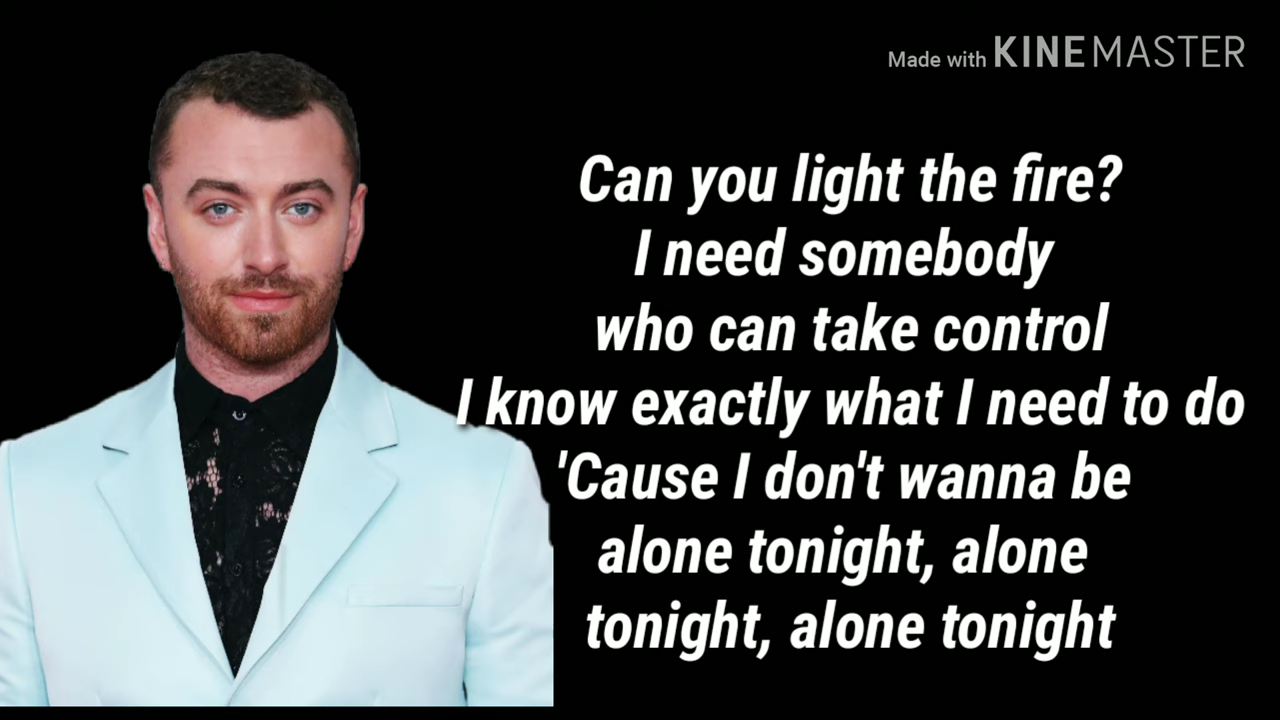 Made with KINEMASTER
Can you light the fire?
I need somebody
who can take control
I know exactly what I need to do
'Cause I don't wanna be
alone tonight, alone
tonight, alone tonight